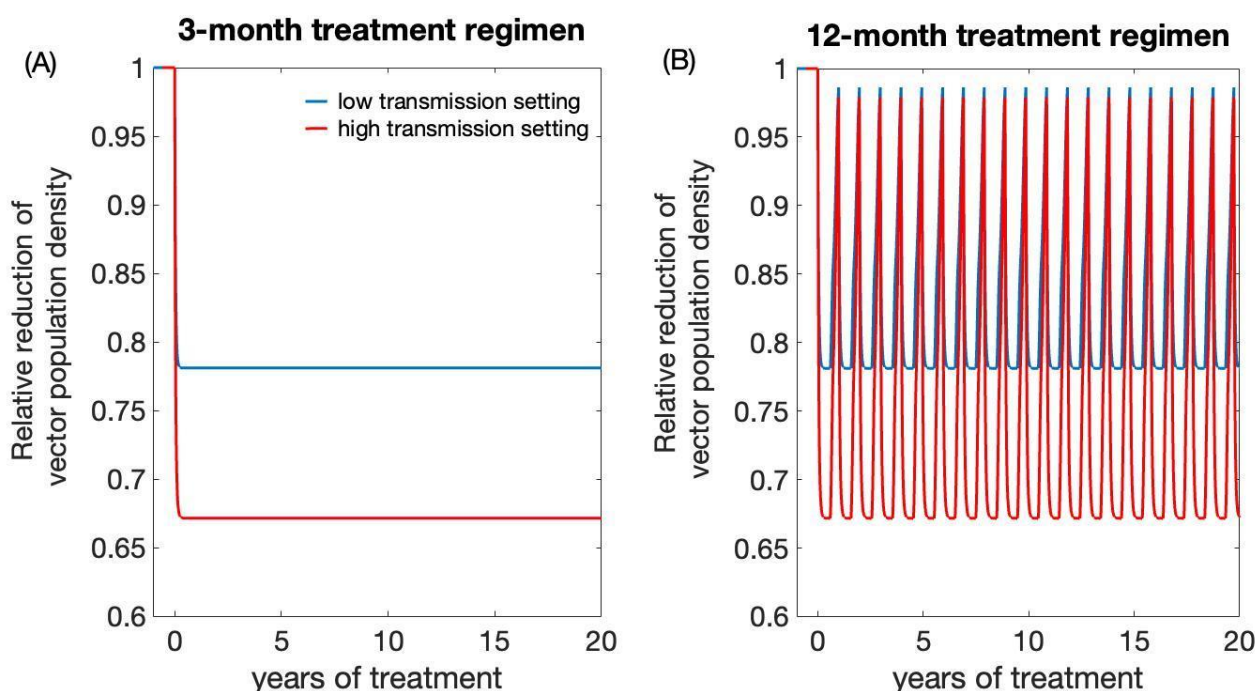 3-month treatment regimen
(A)
1
0.95
0.9
0.85
0.8
0.75
0.7
0.65
0.6
Relative reduction of
vector population density
low transmission setting
high transmission setting
0
5
10
15
20
years of treatment
12-month treatment regimen
(B)
1
0.95
0.9
0.85
0.8
0.75
0.7
0.65
0.6
Relative reduction of
vector population density
0
5
10
15
20
years of treatment